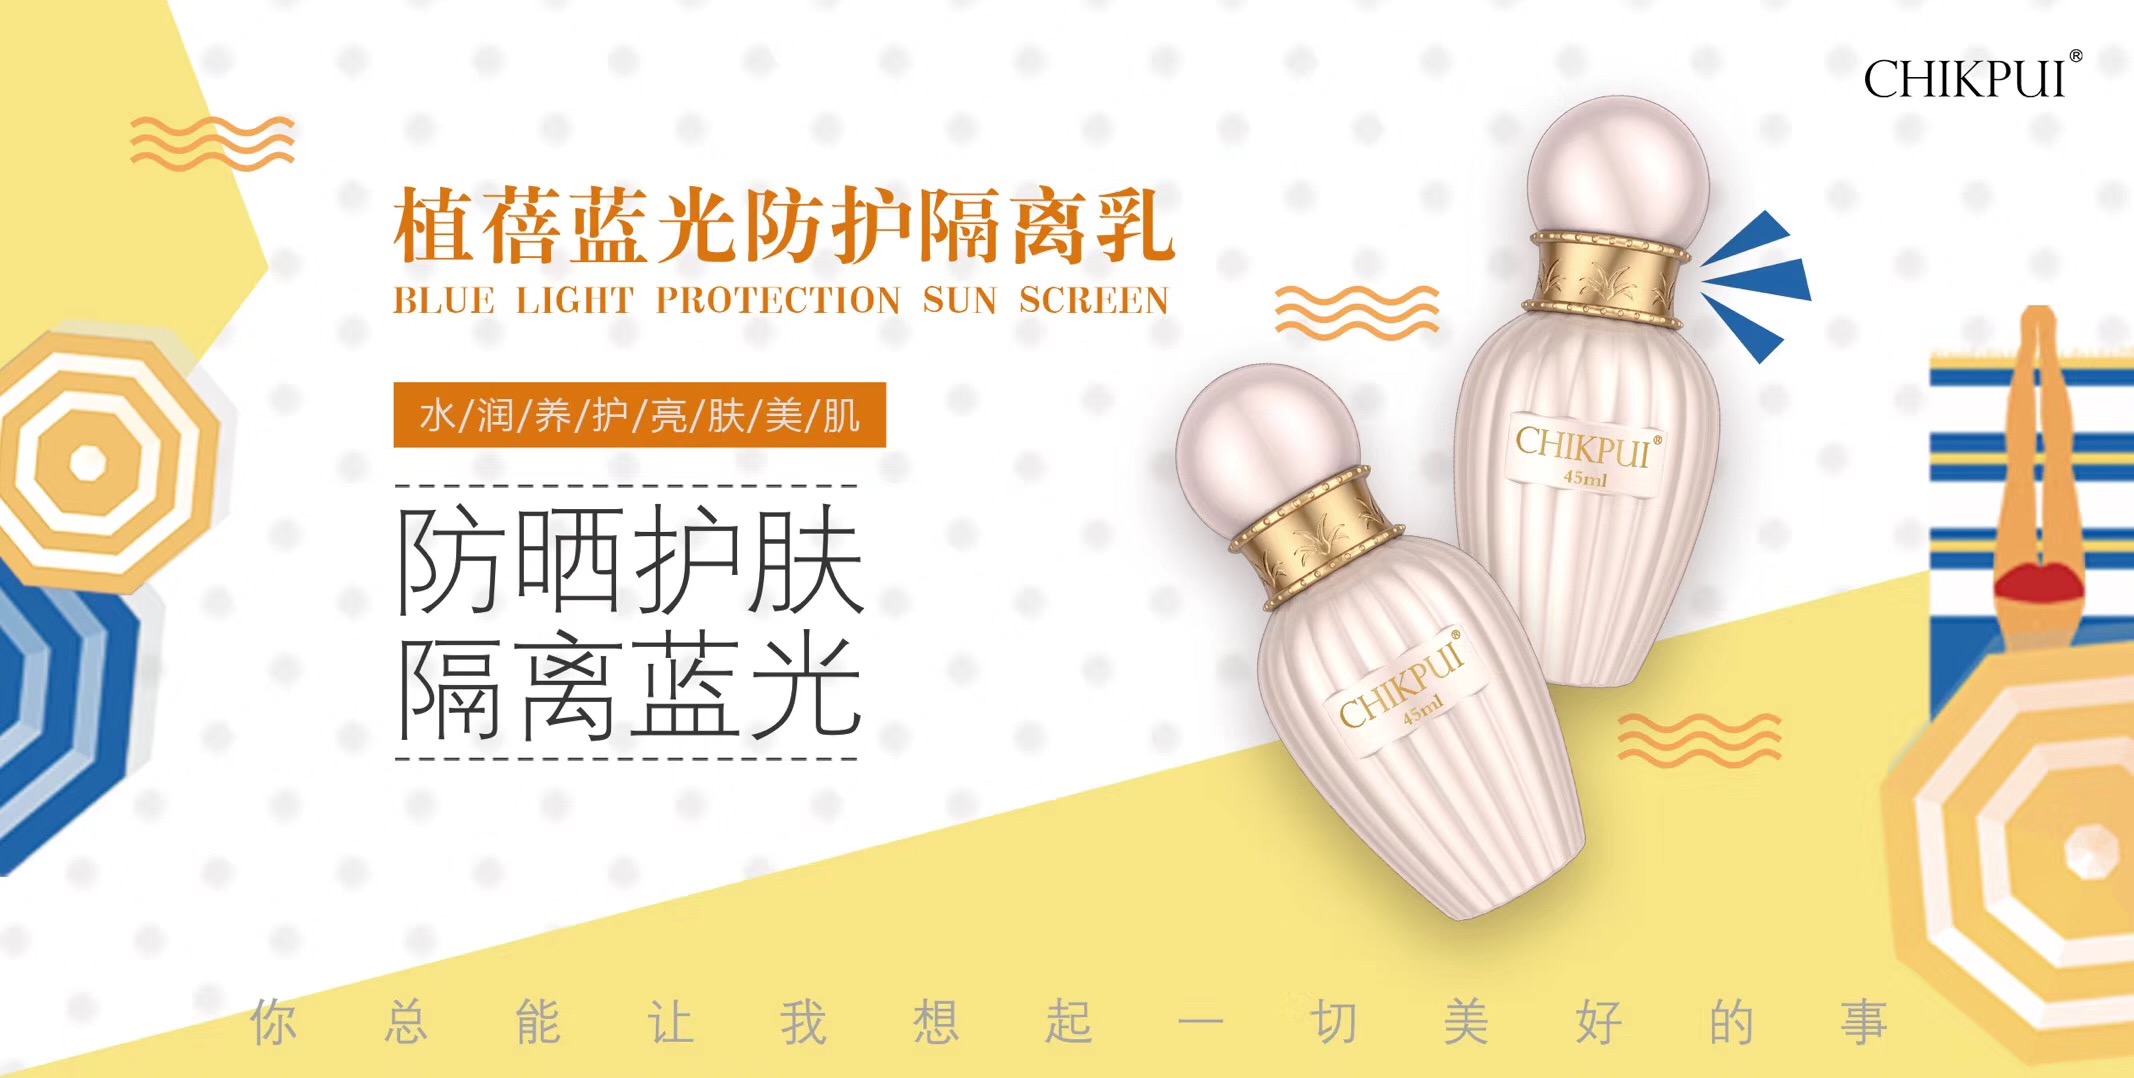 CHIKPUI®
植蓓蓝光防护隔离乳
BLUE LIGHT PROTECTION SUN SCREEN
水/润/养/护/亮/肤/美/肌
防晒护肤
隔离蓝光
CHIKPUI®
45ml
CHIKPUI®
45ml
你总能让我想起一切美好的事